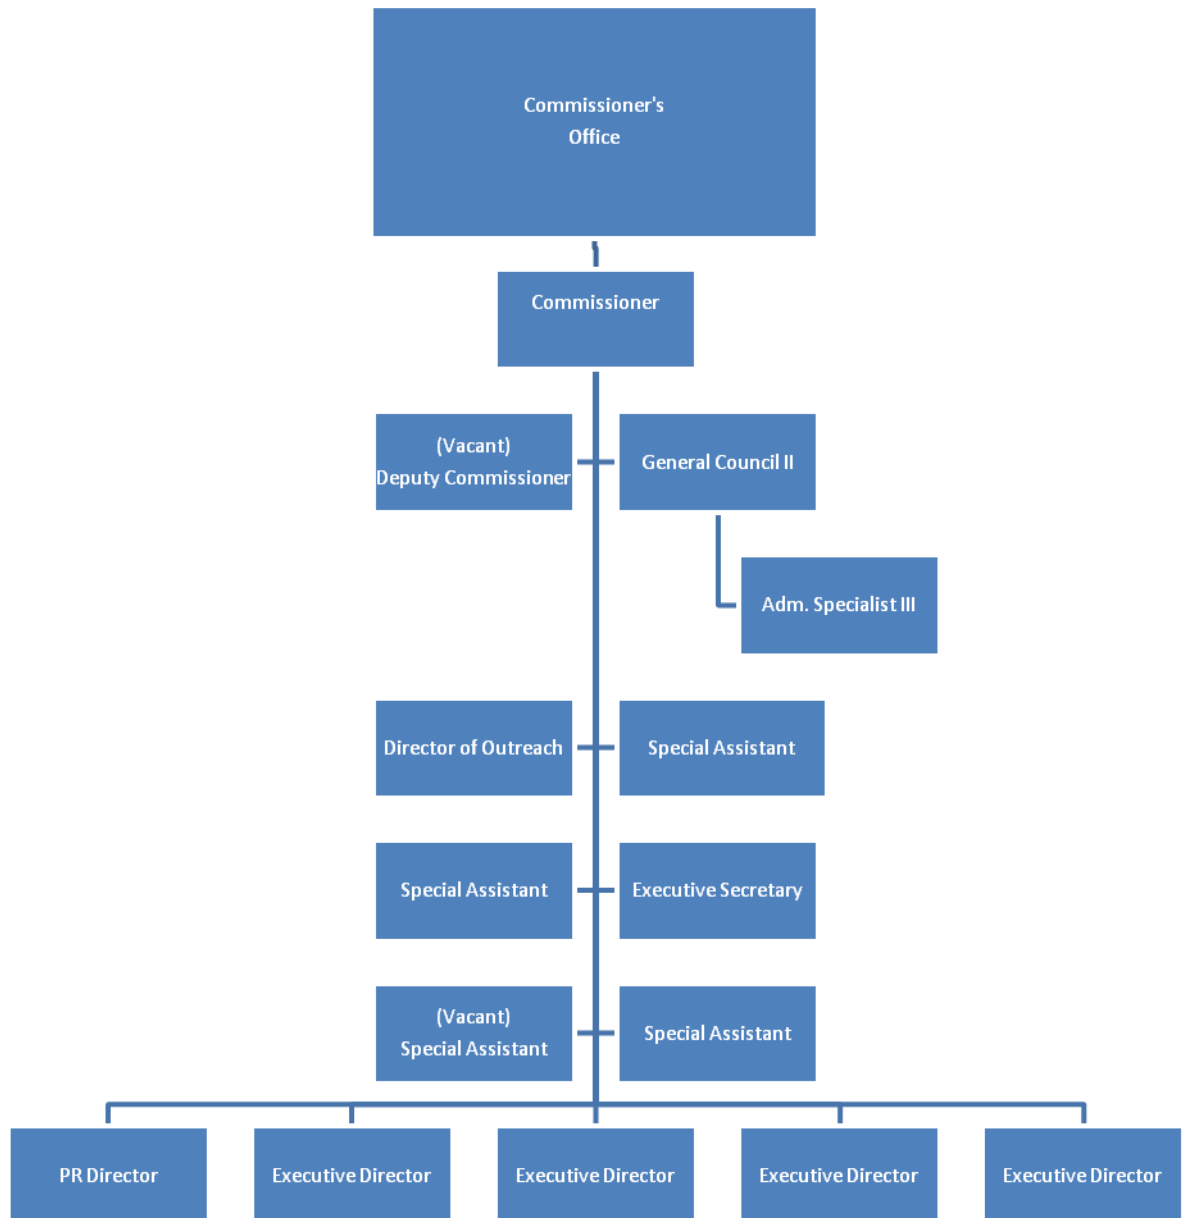 Commissioner's
Office
Commissioner
(Vacant)
Deputy Commissioner
General Council II
Adm. Specialist III
Director of Outreach
Special Assistant
Special Assistant
Executive Secretary
(Vacant)
Special Assistant
Special Assistant
PR Director
Executive Director
Executive Director
Executive Director
Executive Director